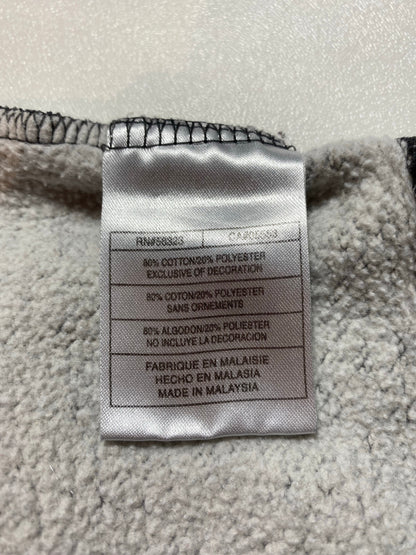 RN#56323 CA#05553
80% COTTON/20% POLYESTER
EXCLUSIVE OF DECORATION
80% COTON/20% POLYESTER
SANS ORNEMENTS
80% ALGODON/20% POLIESTER
NO INCLUYE LA DECORACION
FABRIQUE EN MALAISIE
HECHO EN MALASIA
MADE IN MALAYSIA